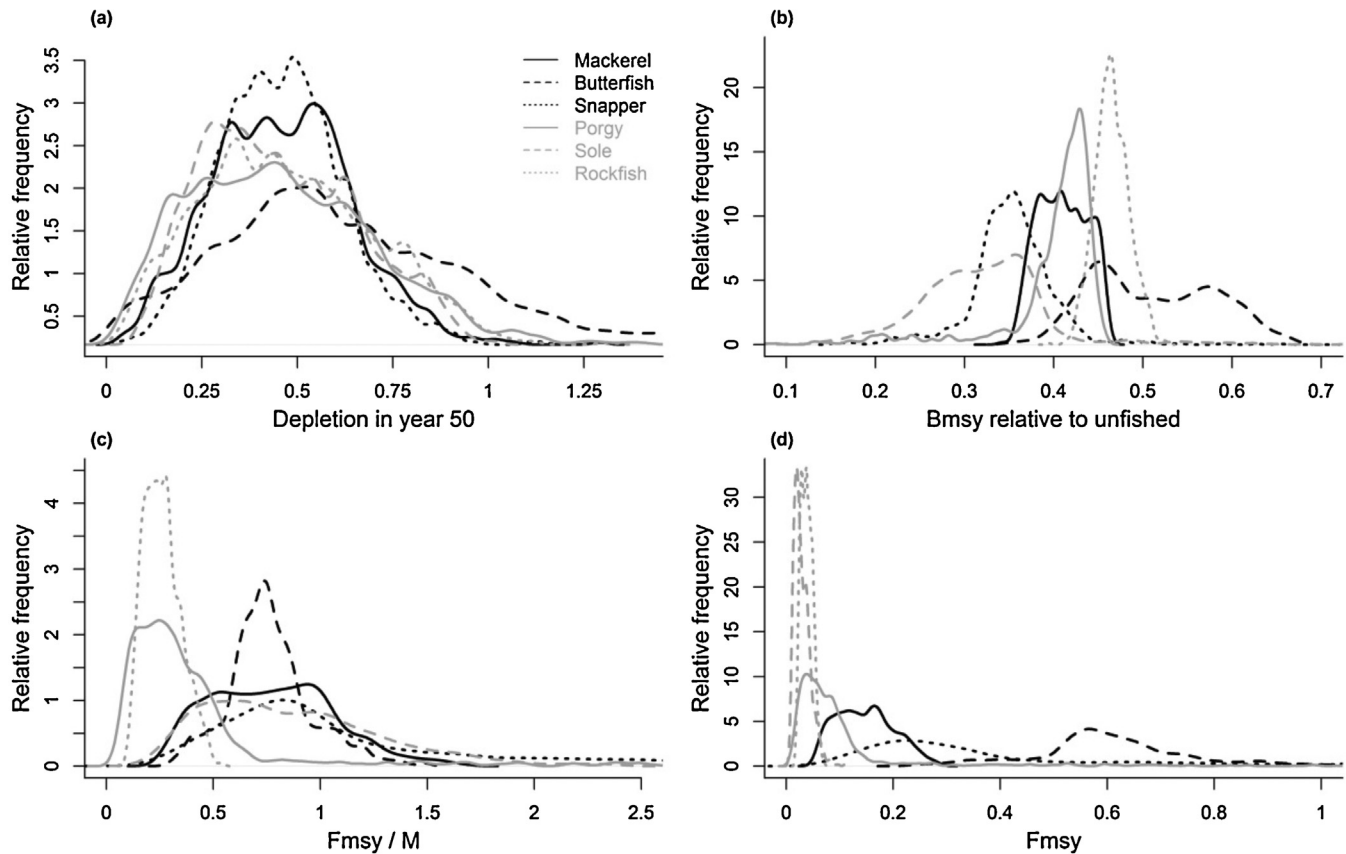 (a)
Relative frequency
0.5 1 1.5 2 2.5 3 3.5
Mackerel
Butterfish
Snapper
Porgy
Sole
Rockfish
0 0.25 0.5 0.75 1 1.25
Depletion in year 50
(b)
Relative frequency
0 5 10 15 20
0.1 0.2 0.3 0.4 0.5 0.6 0.7
Bmsy relative to unfished
(c)
Relative frequency
0 1 2 3 4
0 0.5 1 1.5 2 2.5
Fmsy / M
(d)
Relative frequency
0 5 10 15 20 25 30
0 0.2 0.4 0.6 0.8 1
Fmsy